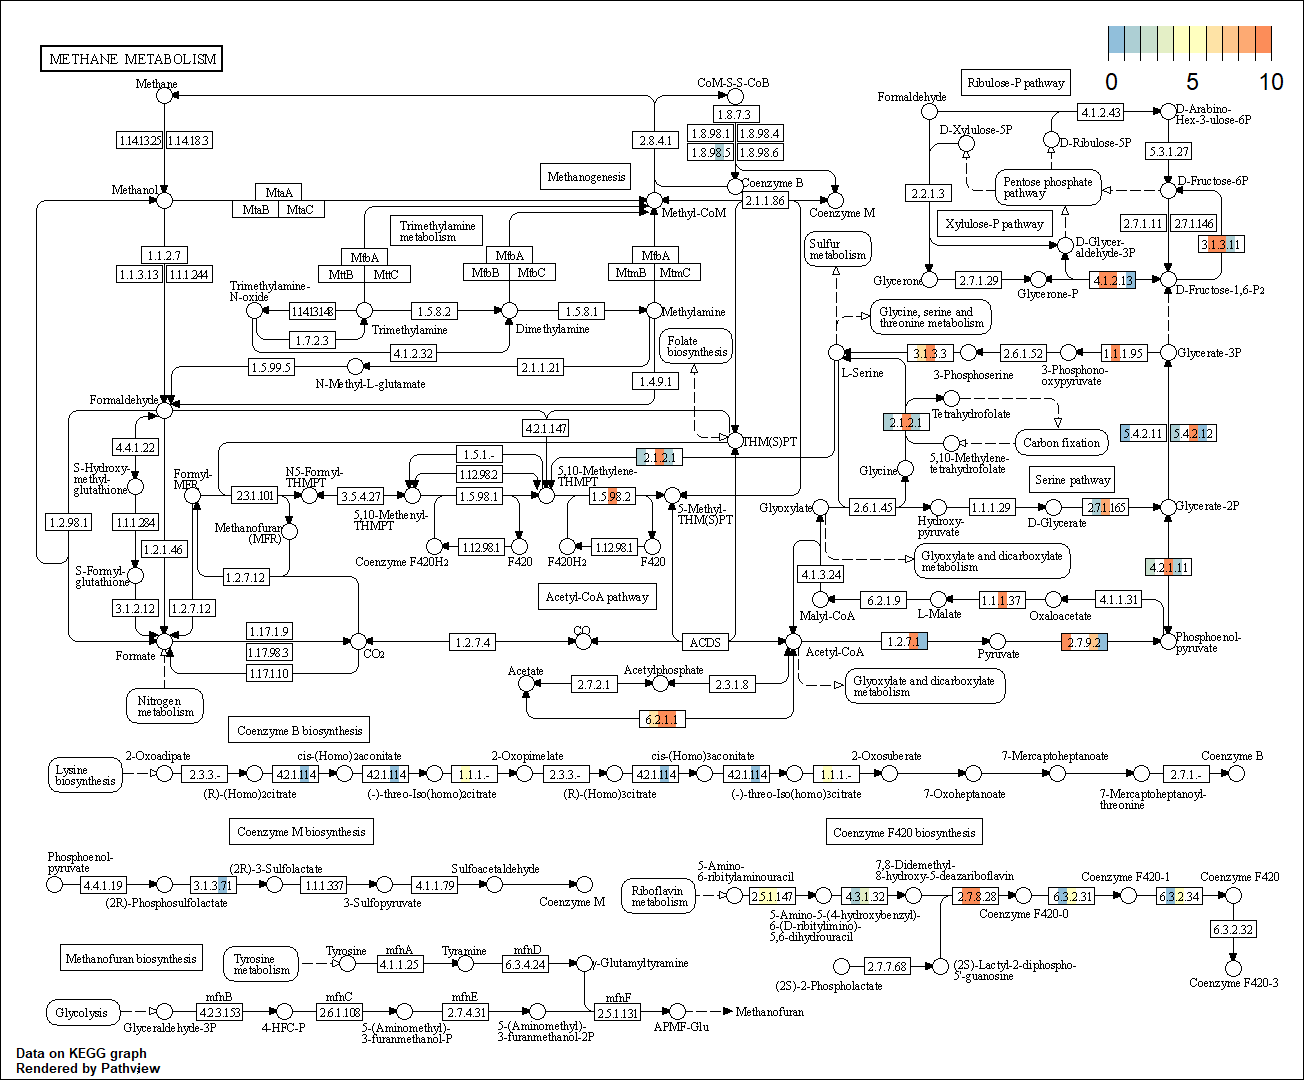 METHANE METABOLISM
0 5 10
Methane
CoM-S-S-CoB
1.8.7.3
1.8.98.1 1.8.98.4
1.8.98.5 1.8.98.6
2.8.4.1
1.14.13.25 1.14.18.3
Ribulose-P pathway
Formaldehyde
4.1.2.43
D-Arabino-
Hex-3-ulose-6P
D-Xylulose-5P
D-Ribulose-5P
5.3.1.27
Methanogenesis
Coenzyme B
Pentose phosphate
pathway
D-Fructose-6P
2.2.1.3
Methanol
MtaA
MtaB MtaC
Methyl-CoM
2.1.1.86
Coenzyme M
Xylulose-P pathway
2.7.1.11 2.7.1.146
3.1.3.11
Trimethylamine
metabolism
Sulfur
metabolism
D-Glycer-
aldehyde-3P
1.1.2.7
1.1.3.13 1.1.1.244
MtbA
MttB MttC
MtbA
MtbB MtbC
MtbA
MtmB MtmC
Glycerone
2.7.1.29
Glycerone-P
4.1.2.13
D-Fructose-1,6-P2
Trimethylamine-
N-oxide
1.14.13.148
1.5.8.2
1.5.8.1
Methylamine
Trimethylamine
Dimethylamine
1.7.2.3
4.1.2.32
Glycine, serine and
threonine metabolism
Folate
biosynthesis
1.5.99.5
2.1.1.21
N-Methyl-L-glutamate
1.4.9.1
L-Serine
3.1.3.3
3-Phosphoserine
2.6.1.52
3-Phosphono-
oxypyruvate
1.1.1.95
Glycerate-3P
Formaldehyde
4.2.1.147
THM(S)PT
2.1.2.1
Tetrahydrofolate
Carbon fixation
5,10-Methylene-
tetrahydrofolate
5.4.2.11 5.4.2.12
4.4.1.22
S-Hydroxy-
methyl-
glutathione
Formyl-
MFR
N5-Formyl-
THMPT
1.5.1.-
1.12.98.2
5,10-Methylene-
THMPT
2.1.2.1
Glycine
Serine pathway
2.3.1.101
3.5.4.27
1.5.98.1
1.5.98.2
5,10-Methenyl-
THMPT
5-Methyl-
THM(S)PT
Glyoxylate
2.6.1.45
Hydroxy-
pyruvate
1.1.1.29
D-Glycerate
2.7.1.165
Glycerate-2P
1.2.98.1
1.1.1.284
Methanofuran
(MFR)
1.2.1.46
1.12.98.1
1.12.98.1
Coenzyme F420H2
F420
F420H2
F420
Glyoxylate and dicarboxylate
metabolism
S-Formyl-
glutathione
1.2.7.12
4.1.3.24
4.2.1.11
3.1.2.12
1.2.7.12
Acetyl-CoA pathway
Malyl-CoA
6.2.1.9
L-Malate
1.1.1.37
Oxaloacetate
4.1.1.31
Formate
1.17.1.9
1.17.98.3
1.17.1.10
CO2
1.2.7.4
CO
ACDS
Acetyl-CoA
1.2.7.1
Pyruvate
2.7.9.2
Phosphoenol-
pyruvate
Acetate
2.7.2.1
Acetylphosphate
2.3.1.8
6.2.1.1
Glyoxylate and dicarboxylate
metabolism
Nitrogen
metabolism
Coenzyme B biosynthesis
Lysine
biosynthesis
2-Oxoadipate
cis-(Homo)2aconitate
2-Oxopimelate
cis-(Homo)3aconitate
2-Oxosuberate
7-Mercaptoheptanoate
Coenzyme B
2.3.3.- 4.2.1.114 4.2.1.114 1.1.1.- 2.3.3.- 4.2.1.114 4.2.1.114 1.1.1.- 2.7.1.-
(R)-(Homo)2citrate
(-)-threo-Iso(homo)2citrate
(R)-(Homo)3citrate
(-)-threo-Iso(homo)3citrate
7-Oxoheptanoate
7-Mercaptoheptanoyl-
threonine
Coenzyme M biosynthesis
Coenzyme F420 biosynthesis
Phosphoenol-
pyruvate
(2R)-3-Sulfolactate
Sulfoacetaldehyde
4.4.1.19 3.1.3.71 1.1.1.337 4.1.1.79
(2R)-Phosphosulfolactate
3-Sulfopyruvate
Coenzyme M
Riboflavin
metabolism
5-Amino-
6-ribitylaminouracil
7,8-Didemethyl-
8-hydroxy-5-deazariboflavin
Coenzyme F420-1
Coenzyme F420
2.5.1.147 4.3.1.32 2.7.8.28 6.3.2.31 6.3.2.34
5-Amino-5-(4-hydroxybenzyl)-
6-(D-ribitylimino)-
5,6-dihydrouracil
Coenzyme F420-0
6.3.2.32
Methanofuran biosynthesis
Tyrosine
metabolism
Tyrosine
mfnA
4.1.1.25
Tyramine
mfnD
6.3.4.24
γ-Glutamyltyramine
2.7.7.68
(2S)-2-Phospholactate
(2S)-Lactyl-2-diphospho-
5'-guanosine
Coenzyme F420-3
Glycolysis
mfnB
4.2.3.153
mfnC
2.6.1.108
mfnE
2.7.4.31
mfnF
2.5.1.131
Methanofuran
Glyceraldehyde-3P
4-HFC-P
5-(Aminomethyl)-
3-furanmethanol-P
5-(Aminomethyl)-
3-furanmethanol-2P
APMF-Glu
Data on KEGG graph
Rendered by Pathview